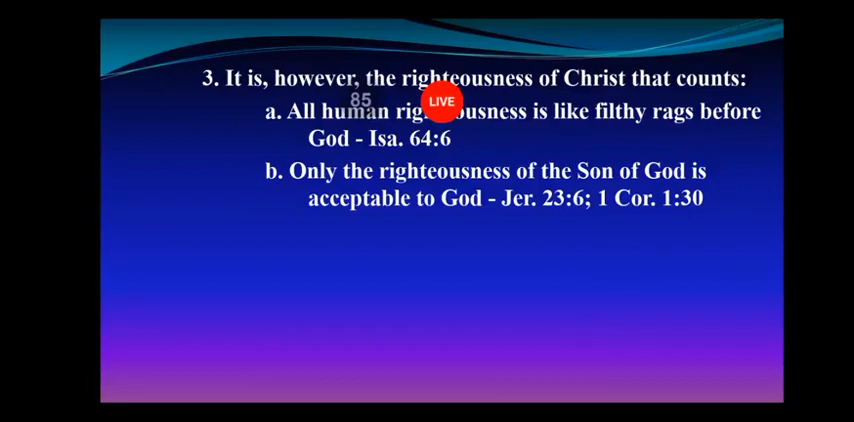 3. It is, however, the righteousness of Christ that counts:
85
LIVE
a. All human righteousness is like filthy rags before
God - Isa. 64:6
b. Only the righteousness of the Son of God is
acceptable to God - Jer. 23:6; 1 Cor. 1:30